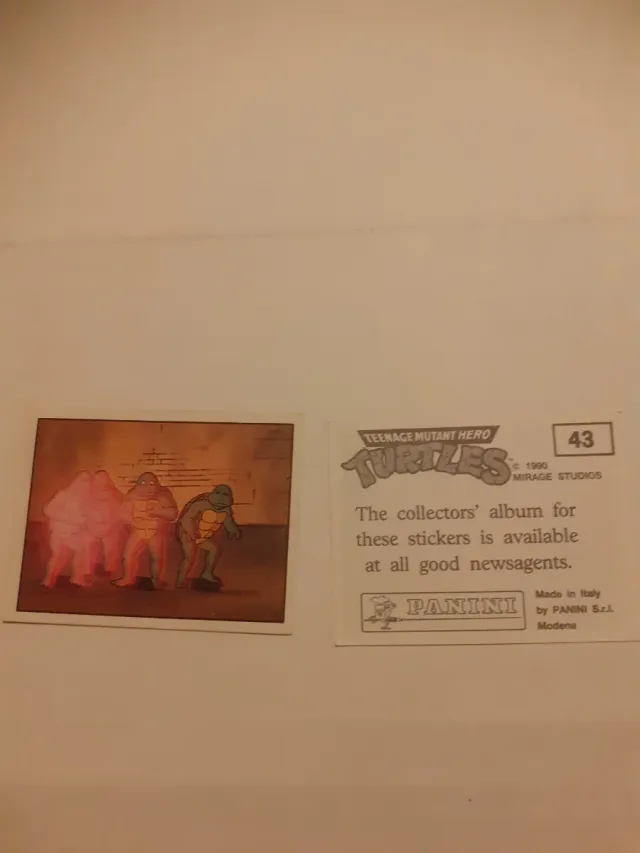 TEENAGE MUTANT HERO
TURTLES™
43
© 1990
MIRAGE STUDIOS
The collectors' album for
these stickers is available
at all good newsagents.
PANINI
Made in Italy
by PANINI S.r.l.
Modena